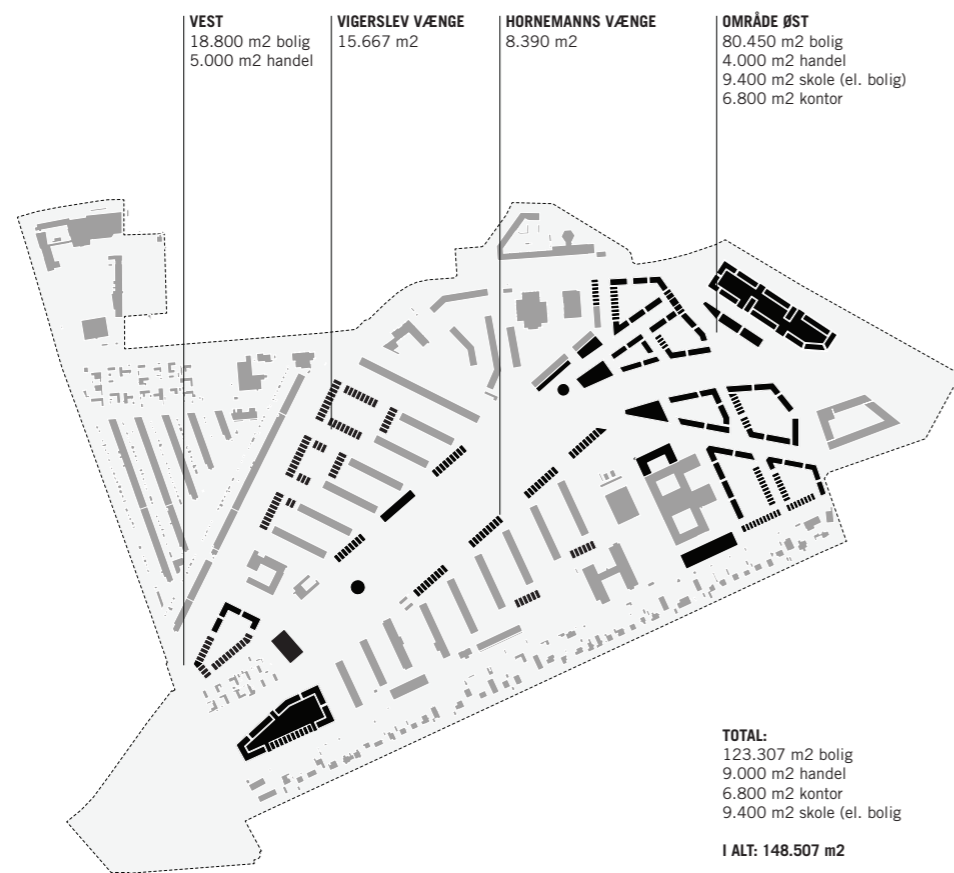 VEST
18.800 m2 bolig
5.000 m2 handel
VIGERSLEV VÆNGE
15.667 m2
HORNEMANNS VÆNGE
8.390 m2
OMRÅDE ØST
80.450 m2 bolig
4.000 m2 handel
9.400 m2 skole (el. bolig)
6.800 m2 kontor
TOTAL:
123.307 m2 bolig
9.000 m2 handel
6.800 m2 kontor
9.400 m2 skole (el. bolig
I ALT: 148.507 m2